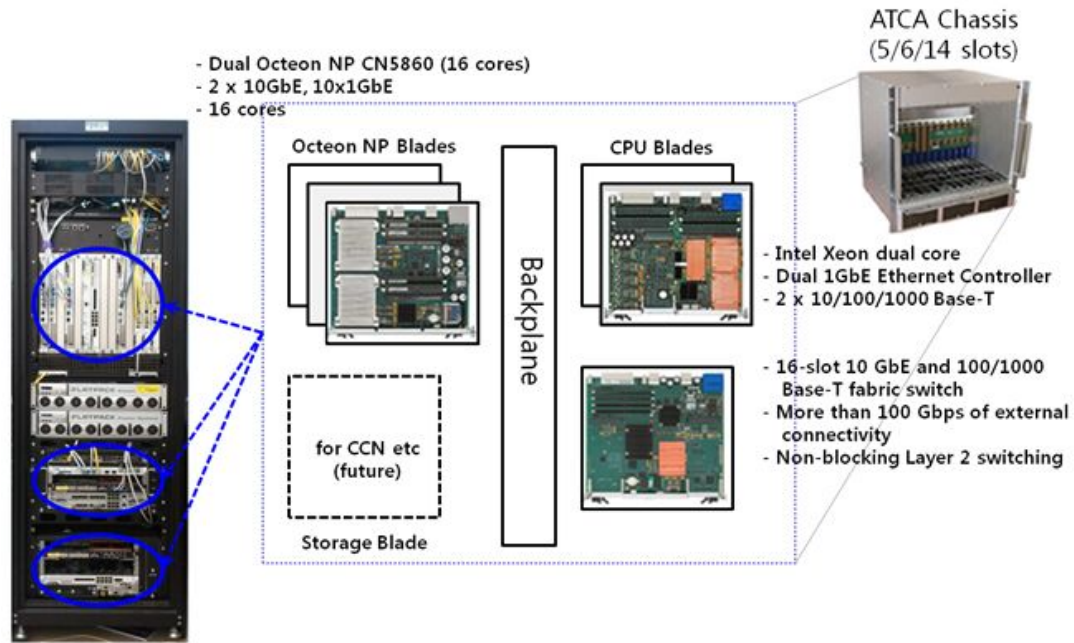 ATCA Chassis
(5/6/14 slots)
- Dual Octeon NP CN5860 (16 cores)
- 2 x 10GbE, 10x1GbE
- 16 cores
Octeon NP Blades
CPU Blades
Backplane
- Intel Xeon dual core
- Dual 1GbE Ethernet Controller
- 2 x 10/100/1000 Base-T
- 16-slot 10 GbE and 100/1000
Base-T fabric switch
- More than 100 Gbps of external
connectivity
- Non-blocking Layer 2 switching
for CCN etc
(future)
Storage Blade
FLATPACK
FLATPACK